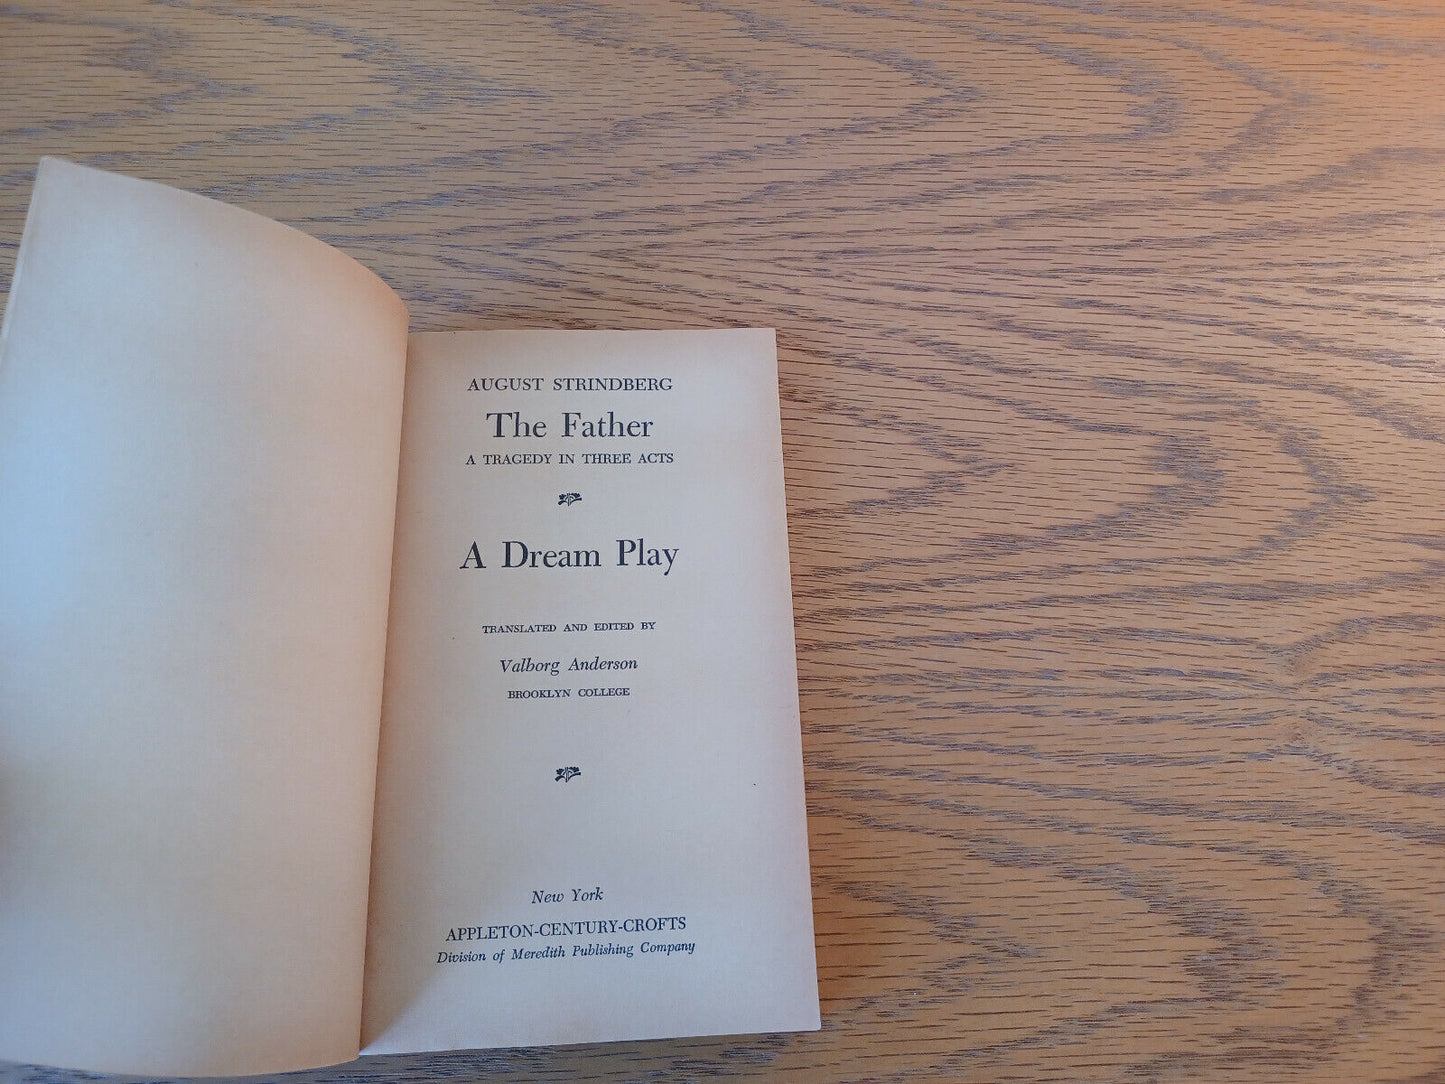 AUGUST STRINDBERG
The Father
A TRAGEDY IN THREE ACTS
A Dream Play
TRANSLATED AND EDITED BY
Valborg Anderson
BROOKLYN COLLEGE
New York
APPLETON-CENTURY-CROFTS
Division of Meredith Publishing Company